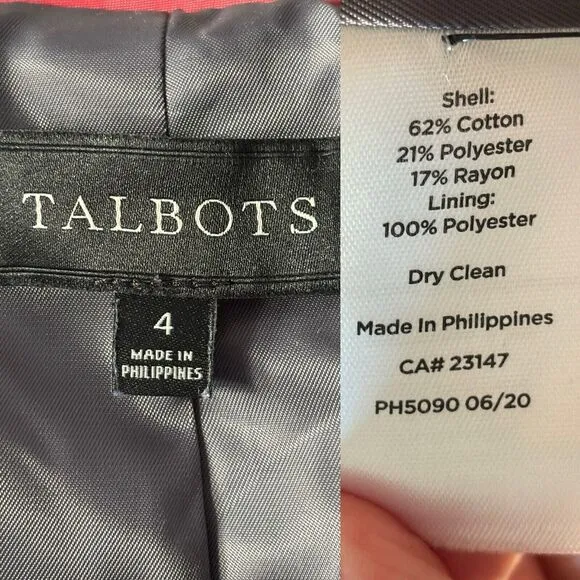 TALBOTS
4
MADE IN
PHILIPPINES
Shell:
62% Cotton
21% Polyester
17% Rayon
Lining:
100% Polyester
Dry Clean
Made In Philippines
CA# 23147
PH5090 06/20